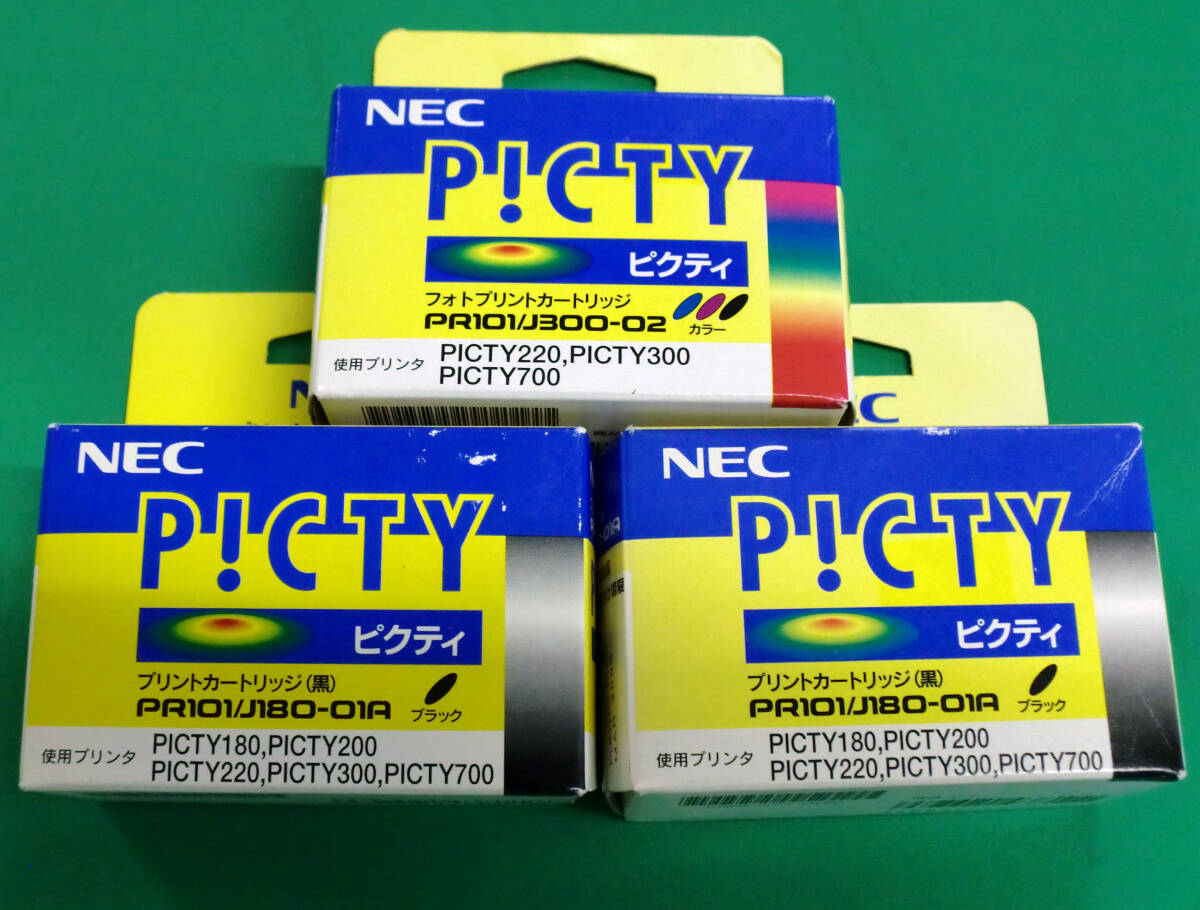 NEC
P!CTY
ピクティ
フォトプリントカートリッジ
PR101/J300-02
カラー
使用プリンタ
PICTY220,PICTY300
PICTY700
NEC
P!CTY
ピクティ
プリントカートリッジ(黒)
PR101/J180-01A
ブラック
使用プリンタ
PICTY180,PICTY200
PICTY220,PICTY300,PICTY700
NEC
P!CTY
ピクティ
プリントカートリッジ(黒)
PR101/J180-01A
ブラック
使用プリンタ
PICTY180,PICTY200
PICTY220,PICTY300,PICTY700